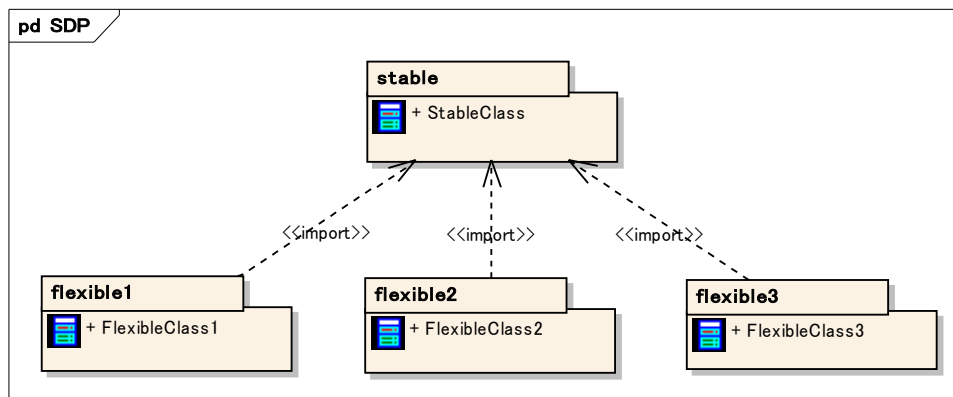 pd SDP
stable
+ StableClass
<<import>> <<import>> <<import>>
flexible1 flexible2 flexible3
+ FlexibleClass1 + FlexibleClass2 + FlexibleClass3